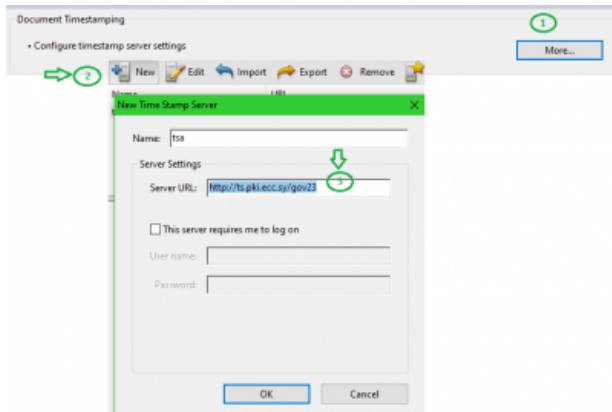 Document Timestamping
1
• Configure timestamp server settings
More...
2
New Edit Import Export Remove
Name URL
New Time Stamp Server
Name: tsa
Server Settings
3
Server URL: http://ts.pki.ecc.sy/gov23
This server requires me to log on
User name:
Password:
OK Cancel